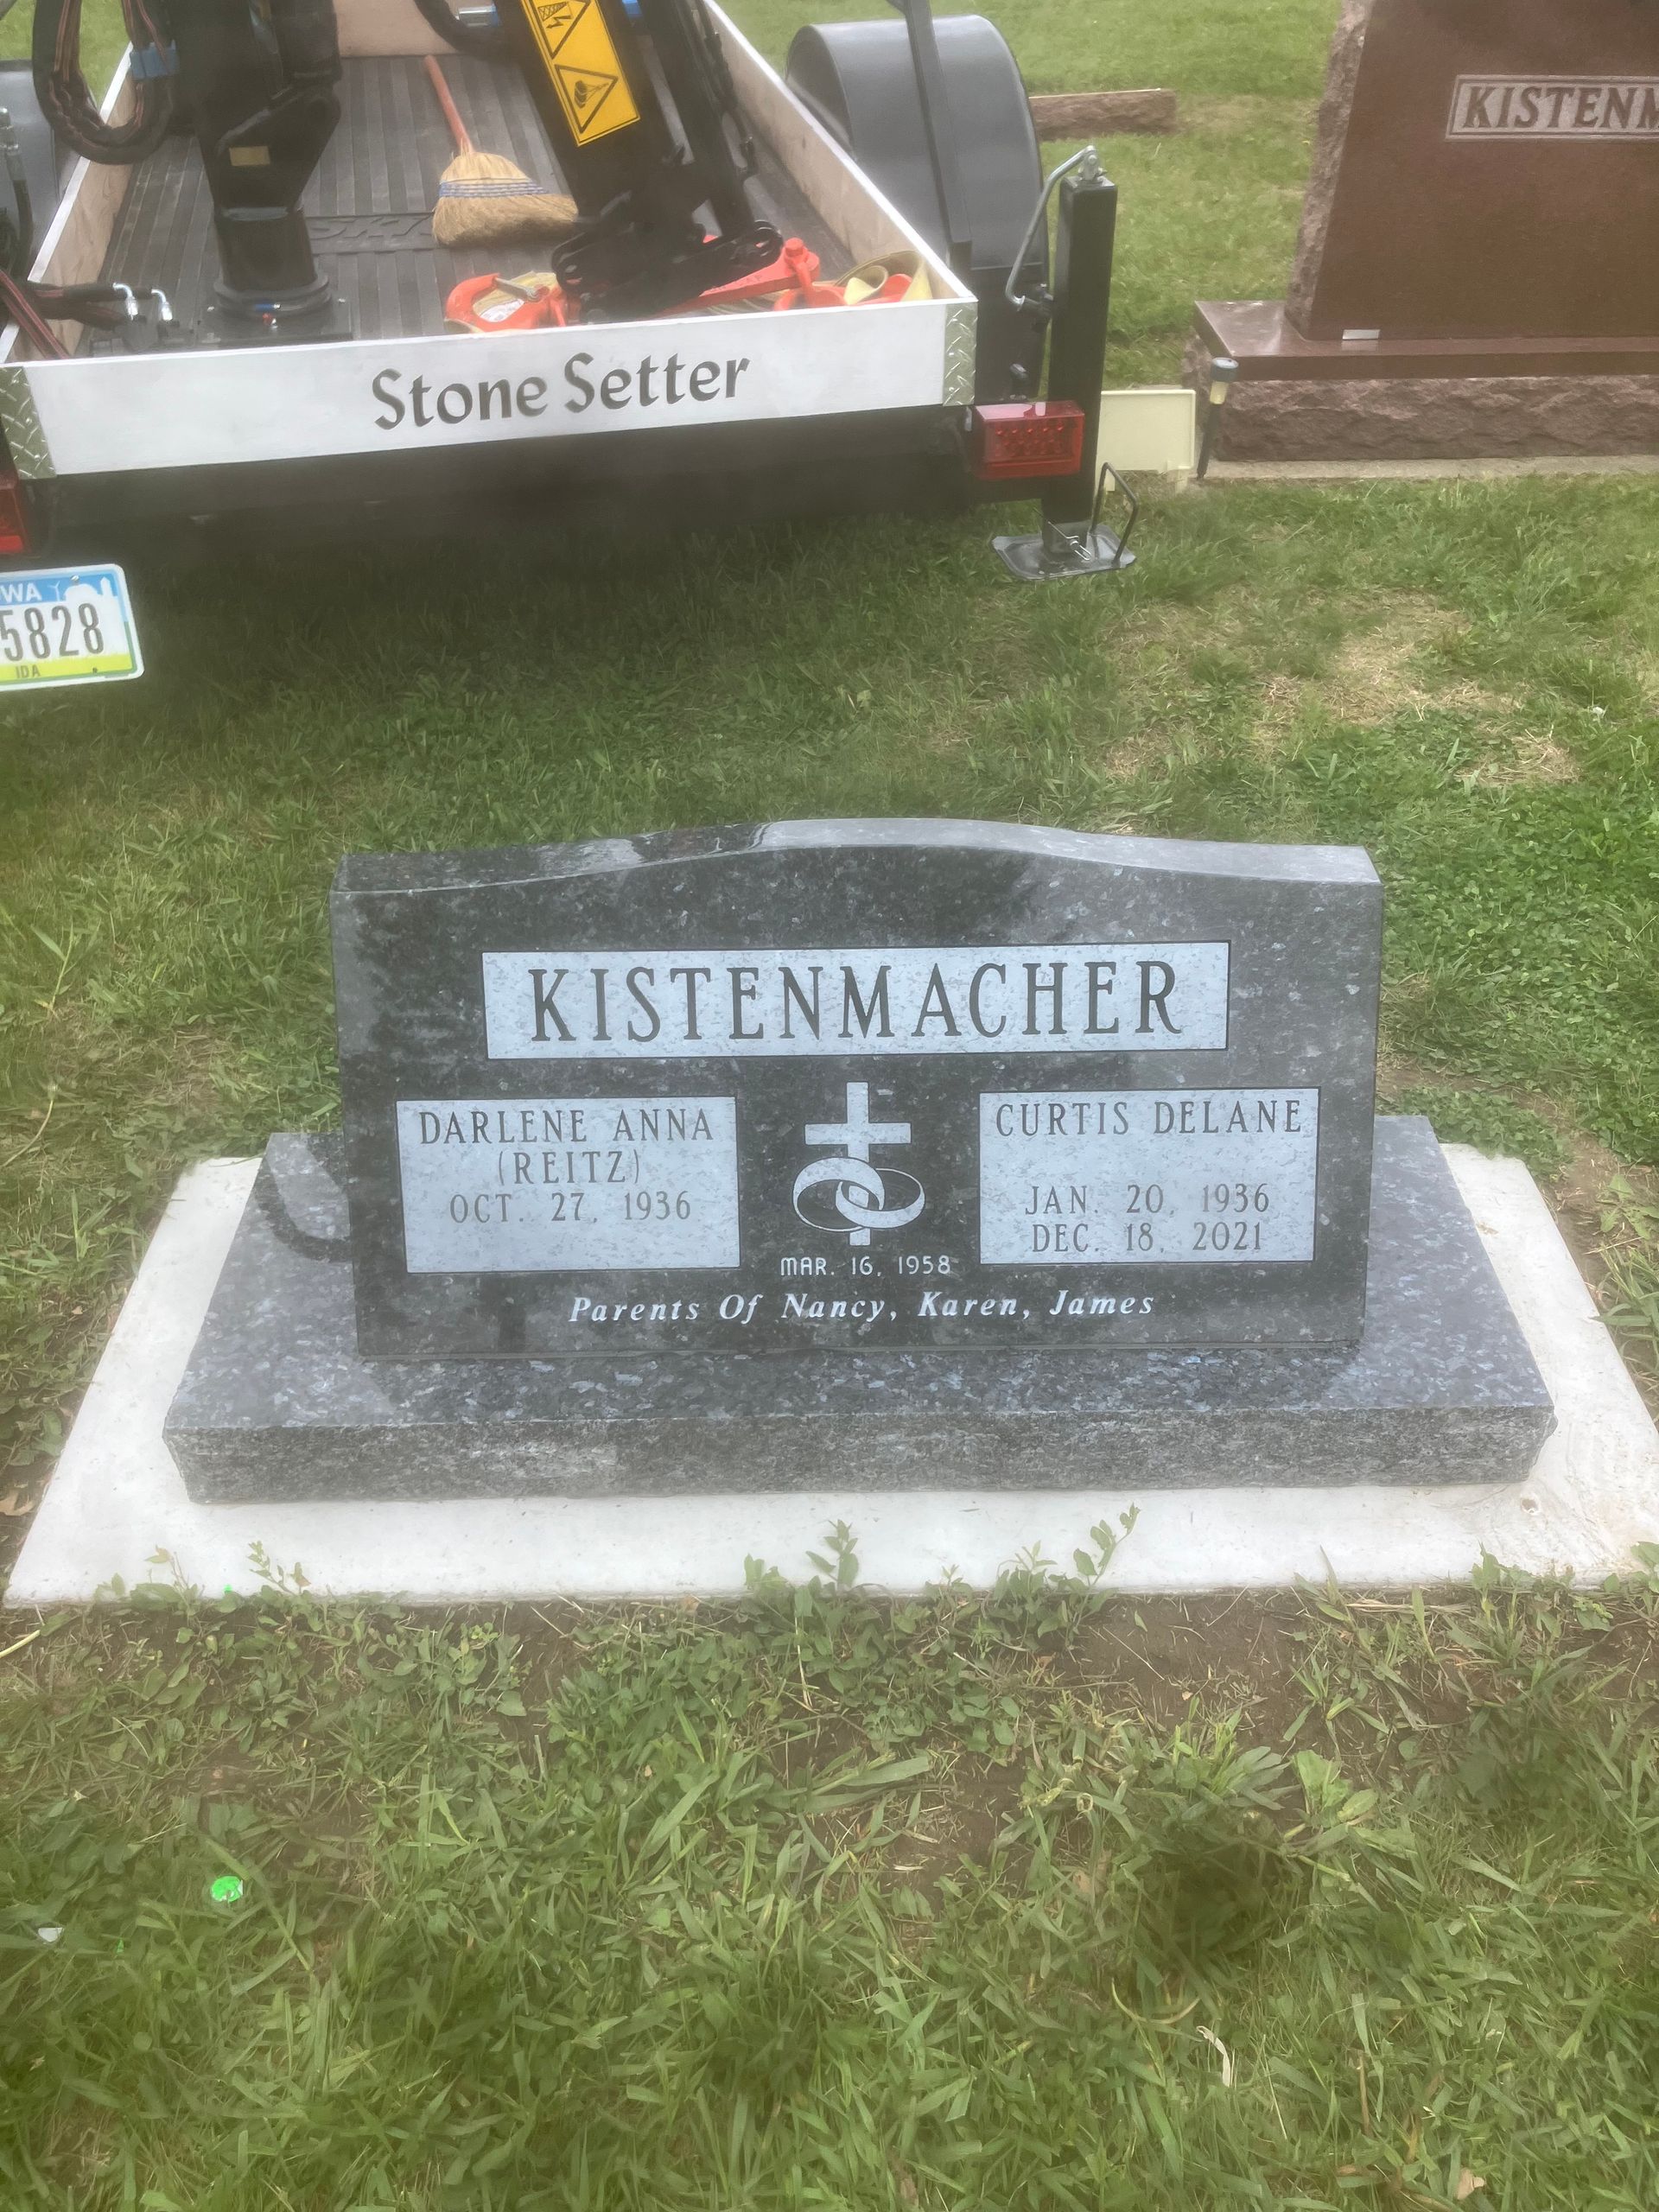 Stone Setter
KISTENM
WA
5828
IDA
KISTENMACHER
DARLENE ANNA
(REITZ)
OCT. 27, 1936
CURTIS DELANE
JAN. 20, 1936
DEC. 18, 2021
MAR. 16, 1958
Parents Of Nancy, Karen, James